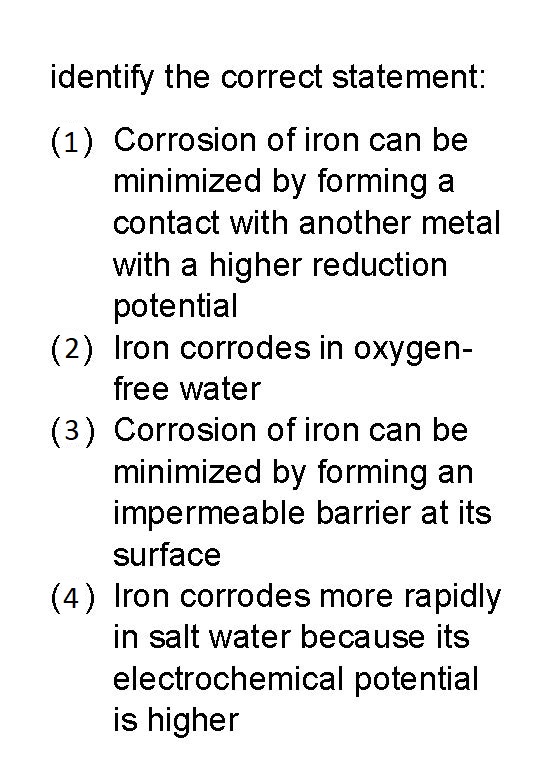 identify the correct statement:
(1) Corrosion of iron can be
minimized by forming a
contact with another metal
with a higher reduction
potential
(2) Iron corrodes in oxygen-
free water
(3) Corrosion of iron can be
minimized by forming an
impermeable barrier at its
surface
(4) Iron corrodes more rapidly
in salt water because its
electrochemical potential
is higher